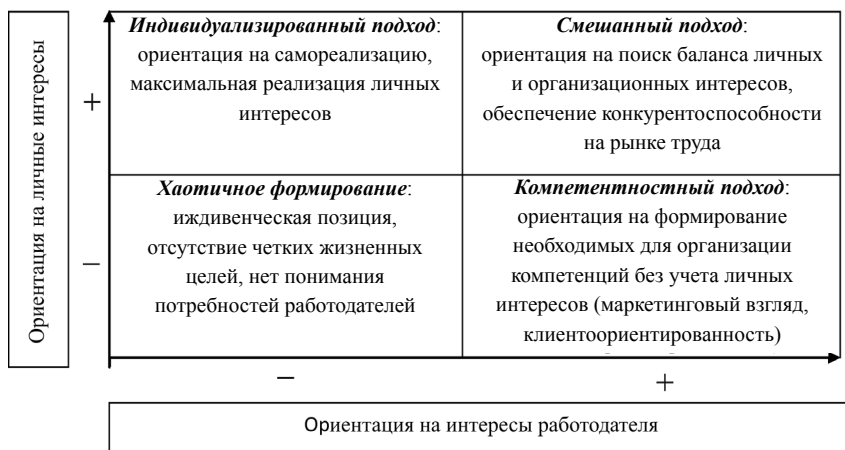 Ориентация на личные интересы
+
Индивидуализированный подход:
ориентация на самореализацию,
максимальная реализация личных
интересов
Смешанный подход:
ориентация на поиск баланса личных
и организационных интересов,
обеспечение конкурентоспособности
на рынке труда
–
Хаотичное формирование:
иждивенческая позиция,
отсутствие четких жизненных
целей, нет понимания
потребностей работодателей
Компетентностный подход:
ориентация на формирование
необходимых для организации
компетенций без учета личных
интересов (маркетинговый взгляд,
клиентоориентированность)
–
+
Ориентация на интересы работодателя